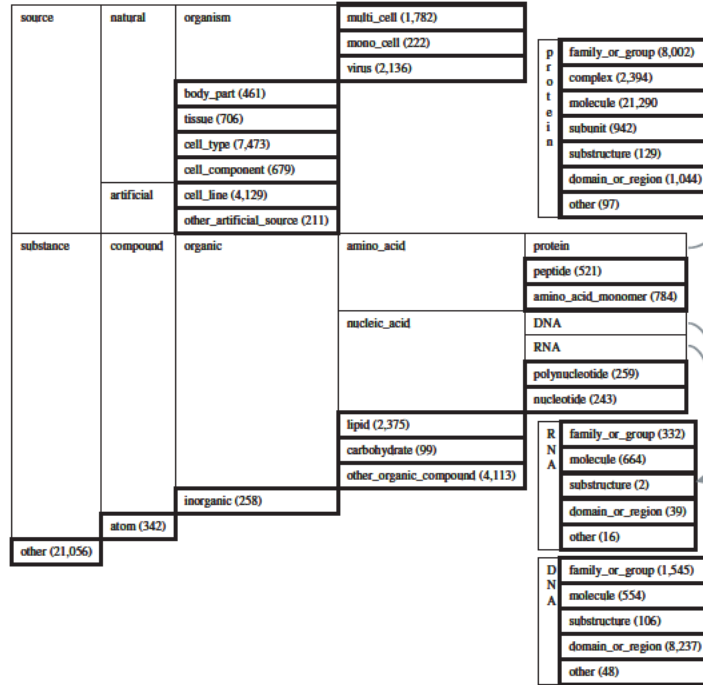 source natural organism multi_cell (1,782)
mono_cell (222)
virus (2,136)
body_part (461)
tissue (706)
cell_type (7,473)
cell_component (679)
artificial cell_line (4,129)
other_artificial_source (211)
substance compound organic amino_acid protein
peptide (521)
amino_acid_monomer (784)
nucleic_acid DNA
RNA
polynucleotide (259)
nucleotide (243)
lipid (2,375)
carbohydrate (99)
other_organic_compound (4,113)
inorganic (258)
atom (342)
other (21,056)
protein family_or_group (8,002)
complex (2,394)
molecule (21,290
subunit (942)
substructure (129)
domain_or_region (1,044)
other (97)
RNA family_or_group (332)
molecule (664)
substructure (2)
domain_or_region (39)
other (16)
DNA family_or_group (1,545)
molecule (554)
substructure (106)
domain_or_region (8,237)
other (48)